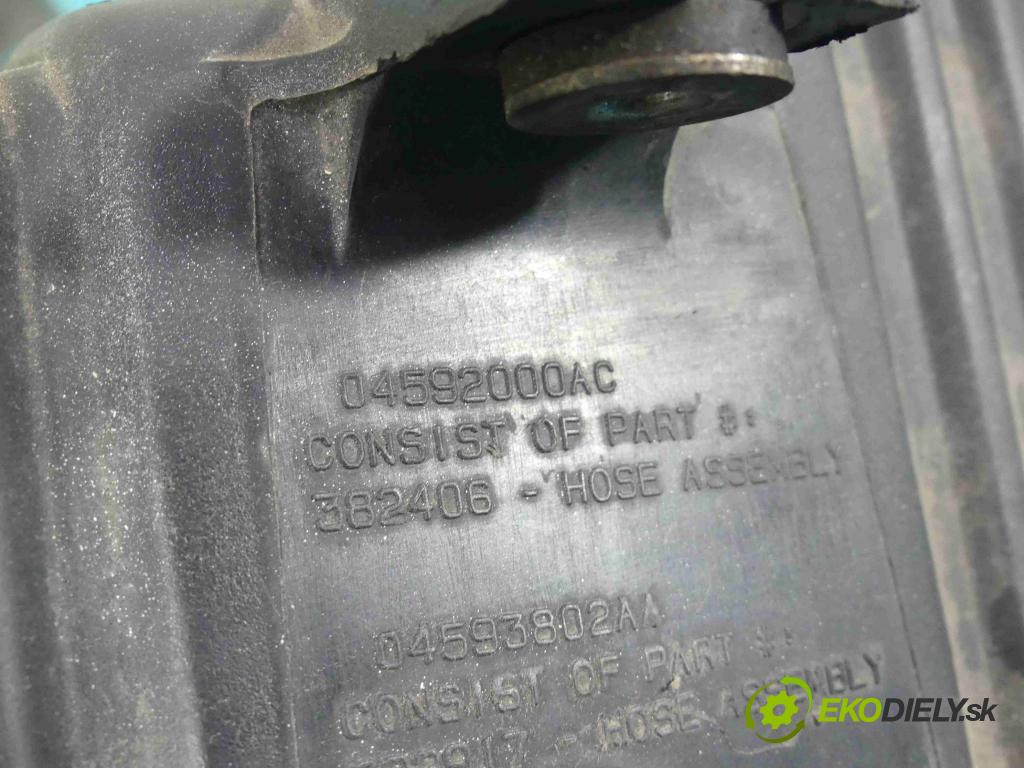 04592000AC
CONSIST OF PART #:
382406 - HOSE ASSEMBLY
04593802AA
CONSIST OF PART #:
- HOSE ASSEMBLY
EKODIELY.sk